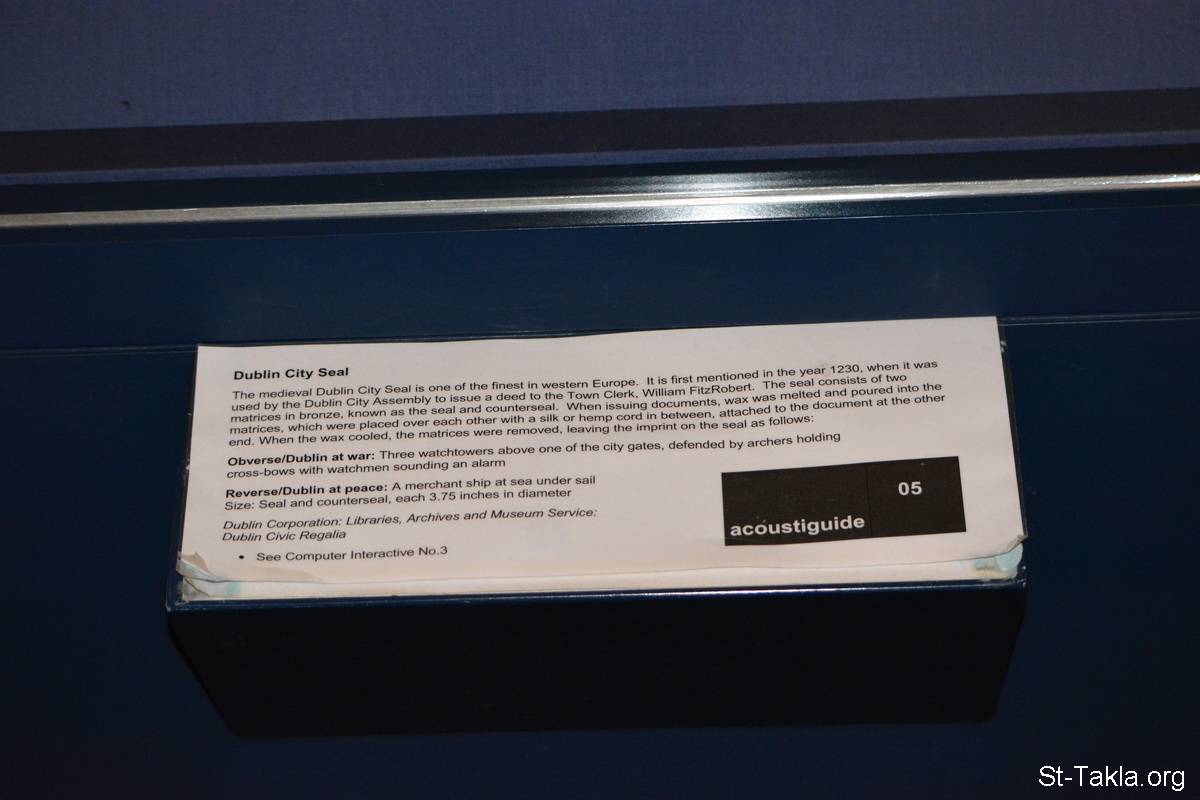 Dublin City Seal
The medieval Dublin City Seal is one of the finest in western Europe. It is first mentioned in the year 1230, when it was
used by the Dublin City Assembly to issue a deed to the Town Clerk, William FitzRobert. The seal consists of two
matrices in bronze, known as the seal and counterseal. When issuing documents, wax was melted and poured into the
matrices, which were placed over each other with a silk or hemp cord in between, attached to the document at the other
end. When the wax cooled, the matrices were removed, leaving the imprint on the seal as follows:
Obverse/Dublin at war: Three watchtowers above one of the city gates, defended by archers holding
cross-bows with watchmen sounding an alarm
Reverse/Dublin at peace: A merchant ship at sea under sail
Size: Seal and counterseal, each 3.75 inches in diameter
Dublin Corporation: Libraries, Archives and Museum Service:
Dublin Civic Regalia
• See Computer Interactive No.3
acoustiguide
05
St-Takla.org